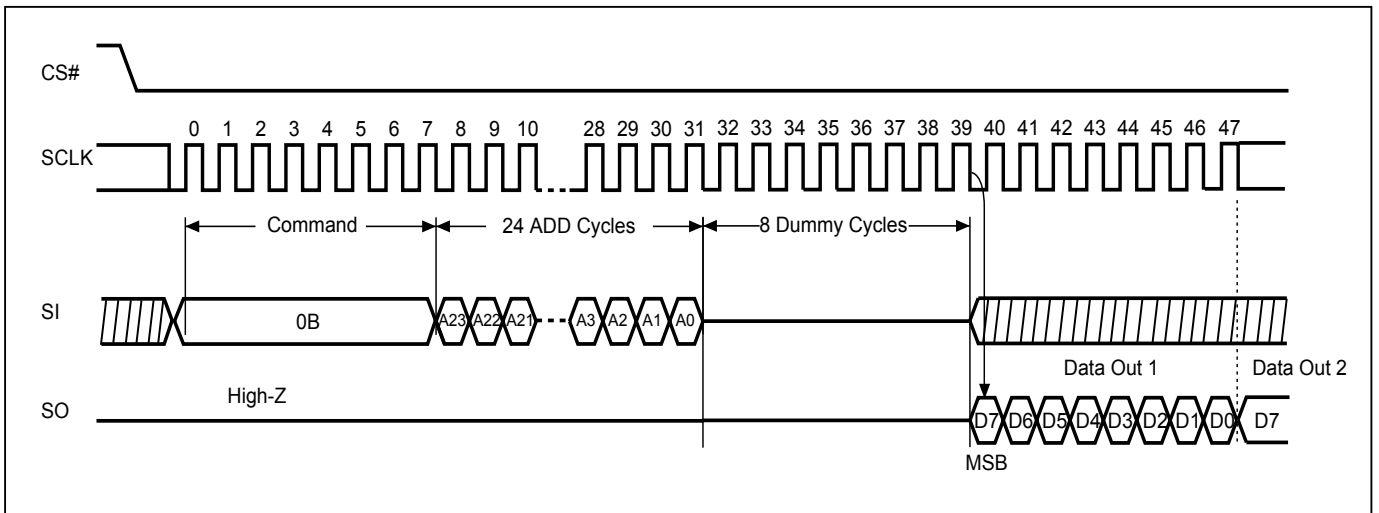 CS#
0 1 2 3 4 5 6 7 8 9 10 28 29 30 31 32 33 34 35 36 37 38 39 40 41 42 43 44 45 46 47
SCLK
Command 24 ADD Cycles 8 Dummy Cycles
SI 0B A23 A22 A21 A3 A2 A1 A0
Data Out 1 Data Out 2
High-Z
SO D7 D6 D5 D4 D3 D2 D1 D0 D7
MSB